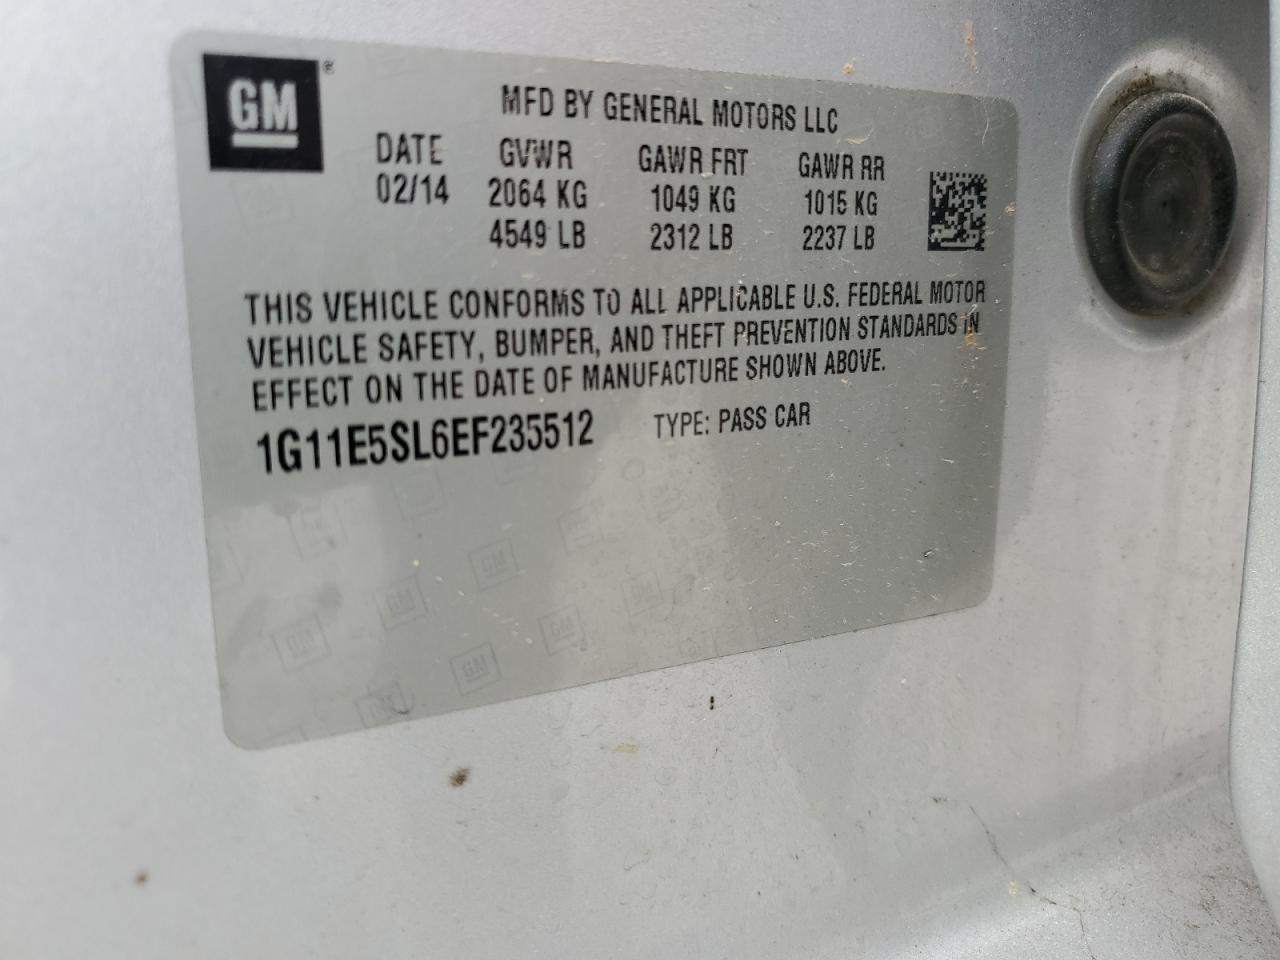 GM®
MFD BY GENERAL MOTORS LLC
DATE GVWR GAWR FRT GAWR RR
02/14 2064 KG 1049 KG 1015 KG
4549 LB 2312 LB 2237 LB
THIS VEHICLE CONFORMS TO ALL APPLICABLE U.S. FEDERAL MOTOR
VEHICLE SAFETY, BUMPER, AND THEFT PREVENTION STANDARDS IN
EFFECT ON THE DATE OF MANUFACTURE SHOWN ABOVE.
1G11E5SL6EF235512 TYPE: PASS CAR